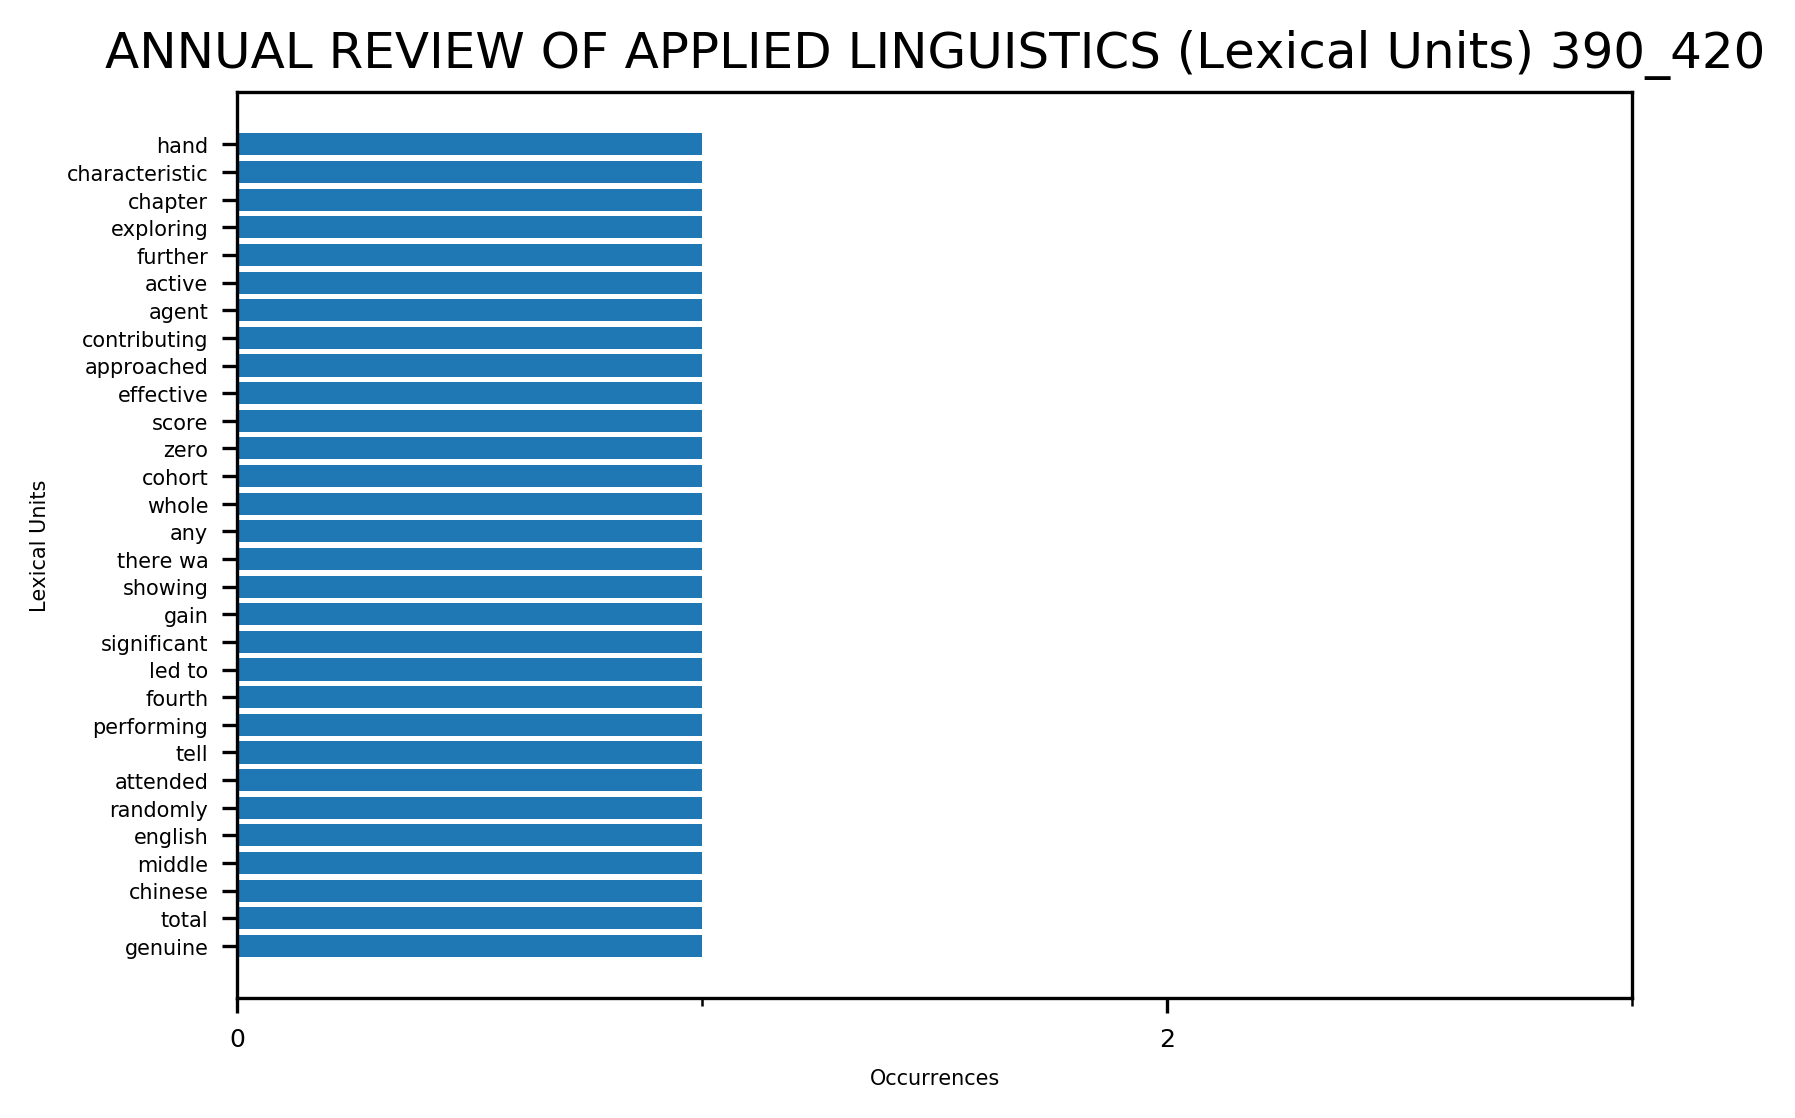 ANNUAL REVIEW OF APPLIED LINGUISTICS (Lexical Units) 390_420
hand
characteristic
chapter
exploring
further
active
agent
contributing
approached
effective
score
zero
cohort
whole
any
there wa
showing
gain
significant
led to
fourth
performing
tell
attended
randomly
english
middle
chinese
total
genuine
Lexical Units
0 2
Occurrences